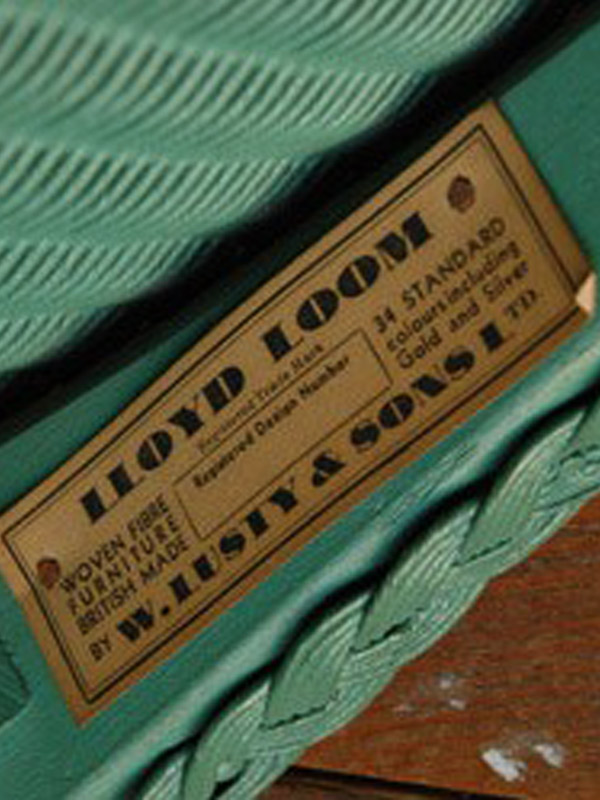 LLOYD LOOM
Registered Trade Mark
WOVEN FIBRE
FURNITURE
BRITISH MADE
Registered Design Number
34 STANDARD
colours including
Gold and Silver
BY W. LUSTY & SONS LTD.